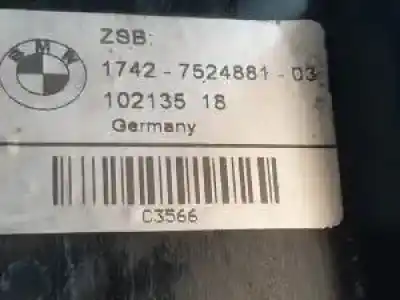 BMW
ZSB:
1742-7524881-03
102135 18
Germany
C3566